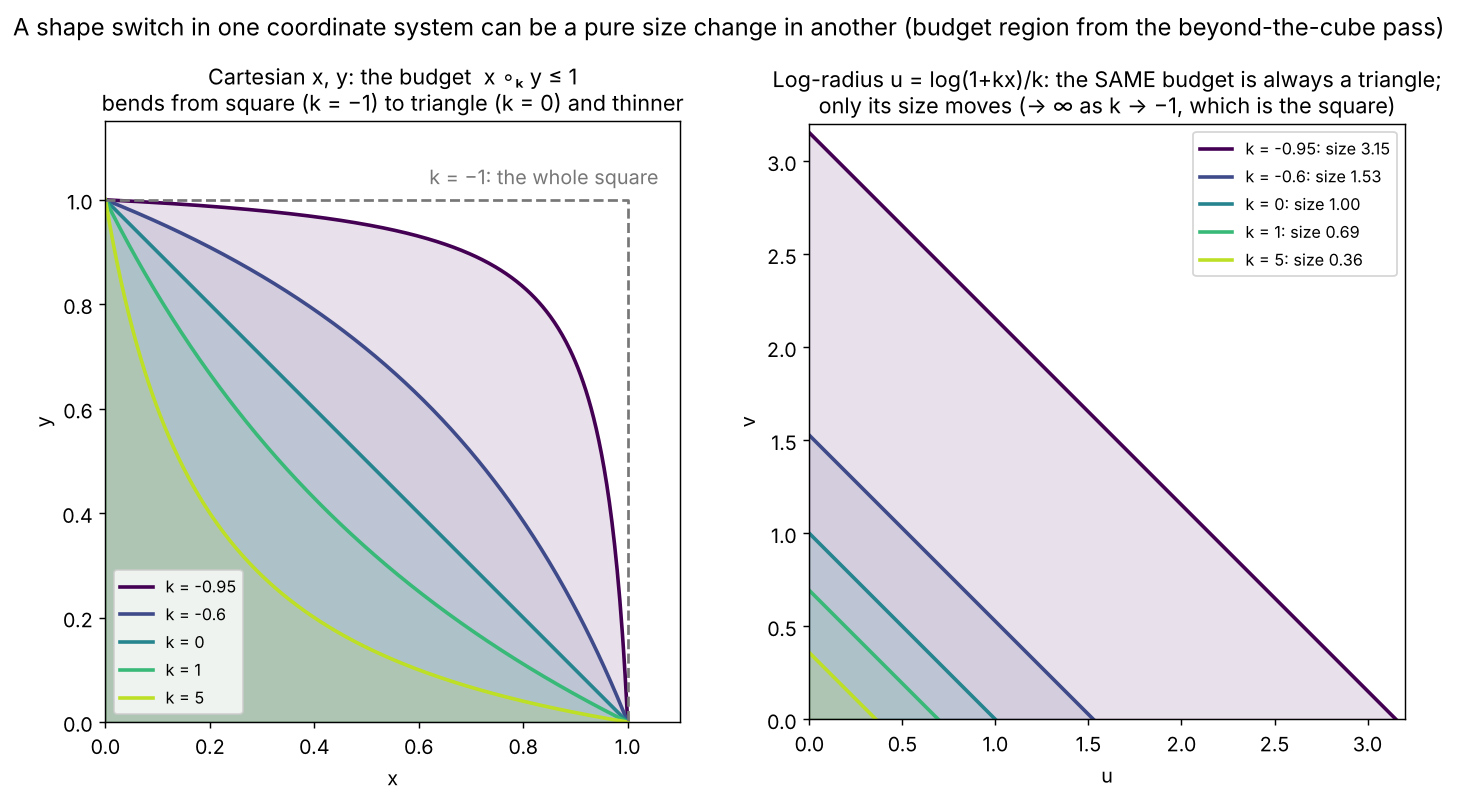 A shape switch in one coordinate system can be a pure size change in another (budget region from the beyond-the-cube pass)
Cartesian x, y: the budget  x ∘ₖ y ≤ 1
bends from square (k = −1) to triangle (k = 0) and thinner
k = −1: the whole square
1.0
0.8
0.6
0.4
0.2
0.0
y
k = -0.95
k = -0.6
k = 0
k = 1
k = 5
0.0 0.2 0.4 0.6 0.8 1.0
x
Log-radius u = log(1+kx)/k: the SAME budget is always a triangle;
only its size moves (→ ∞ as k → −1, which is the square)
k = -0.95: size 3.15
k = -0.6: size 1.53
k = 0: size 1.00
k = 1: size 0.69
k = 5: size 0.36
3.0
2.5
2.0
1.5
1.0
0.5
0.0
v
0.0 0.5 1.0 1.5 2.0 2.5 3.0
u